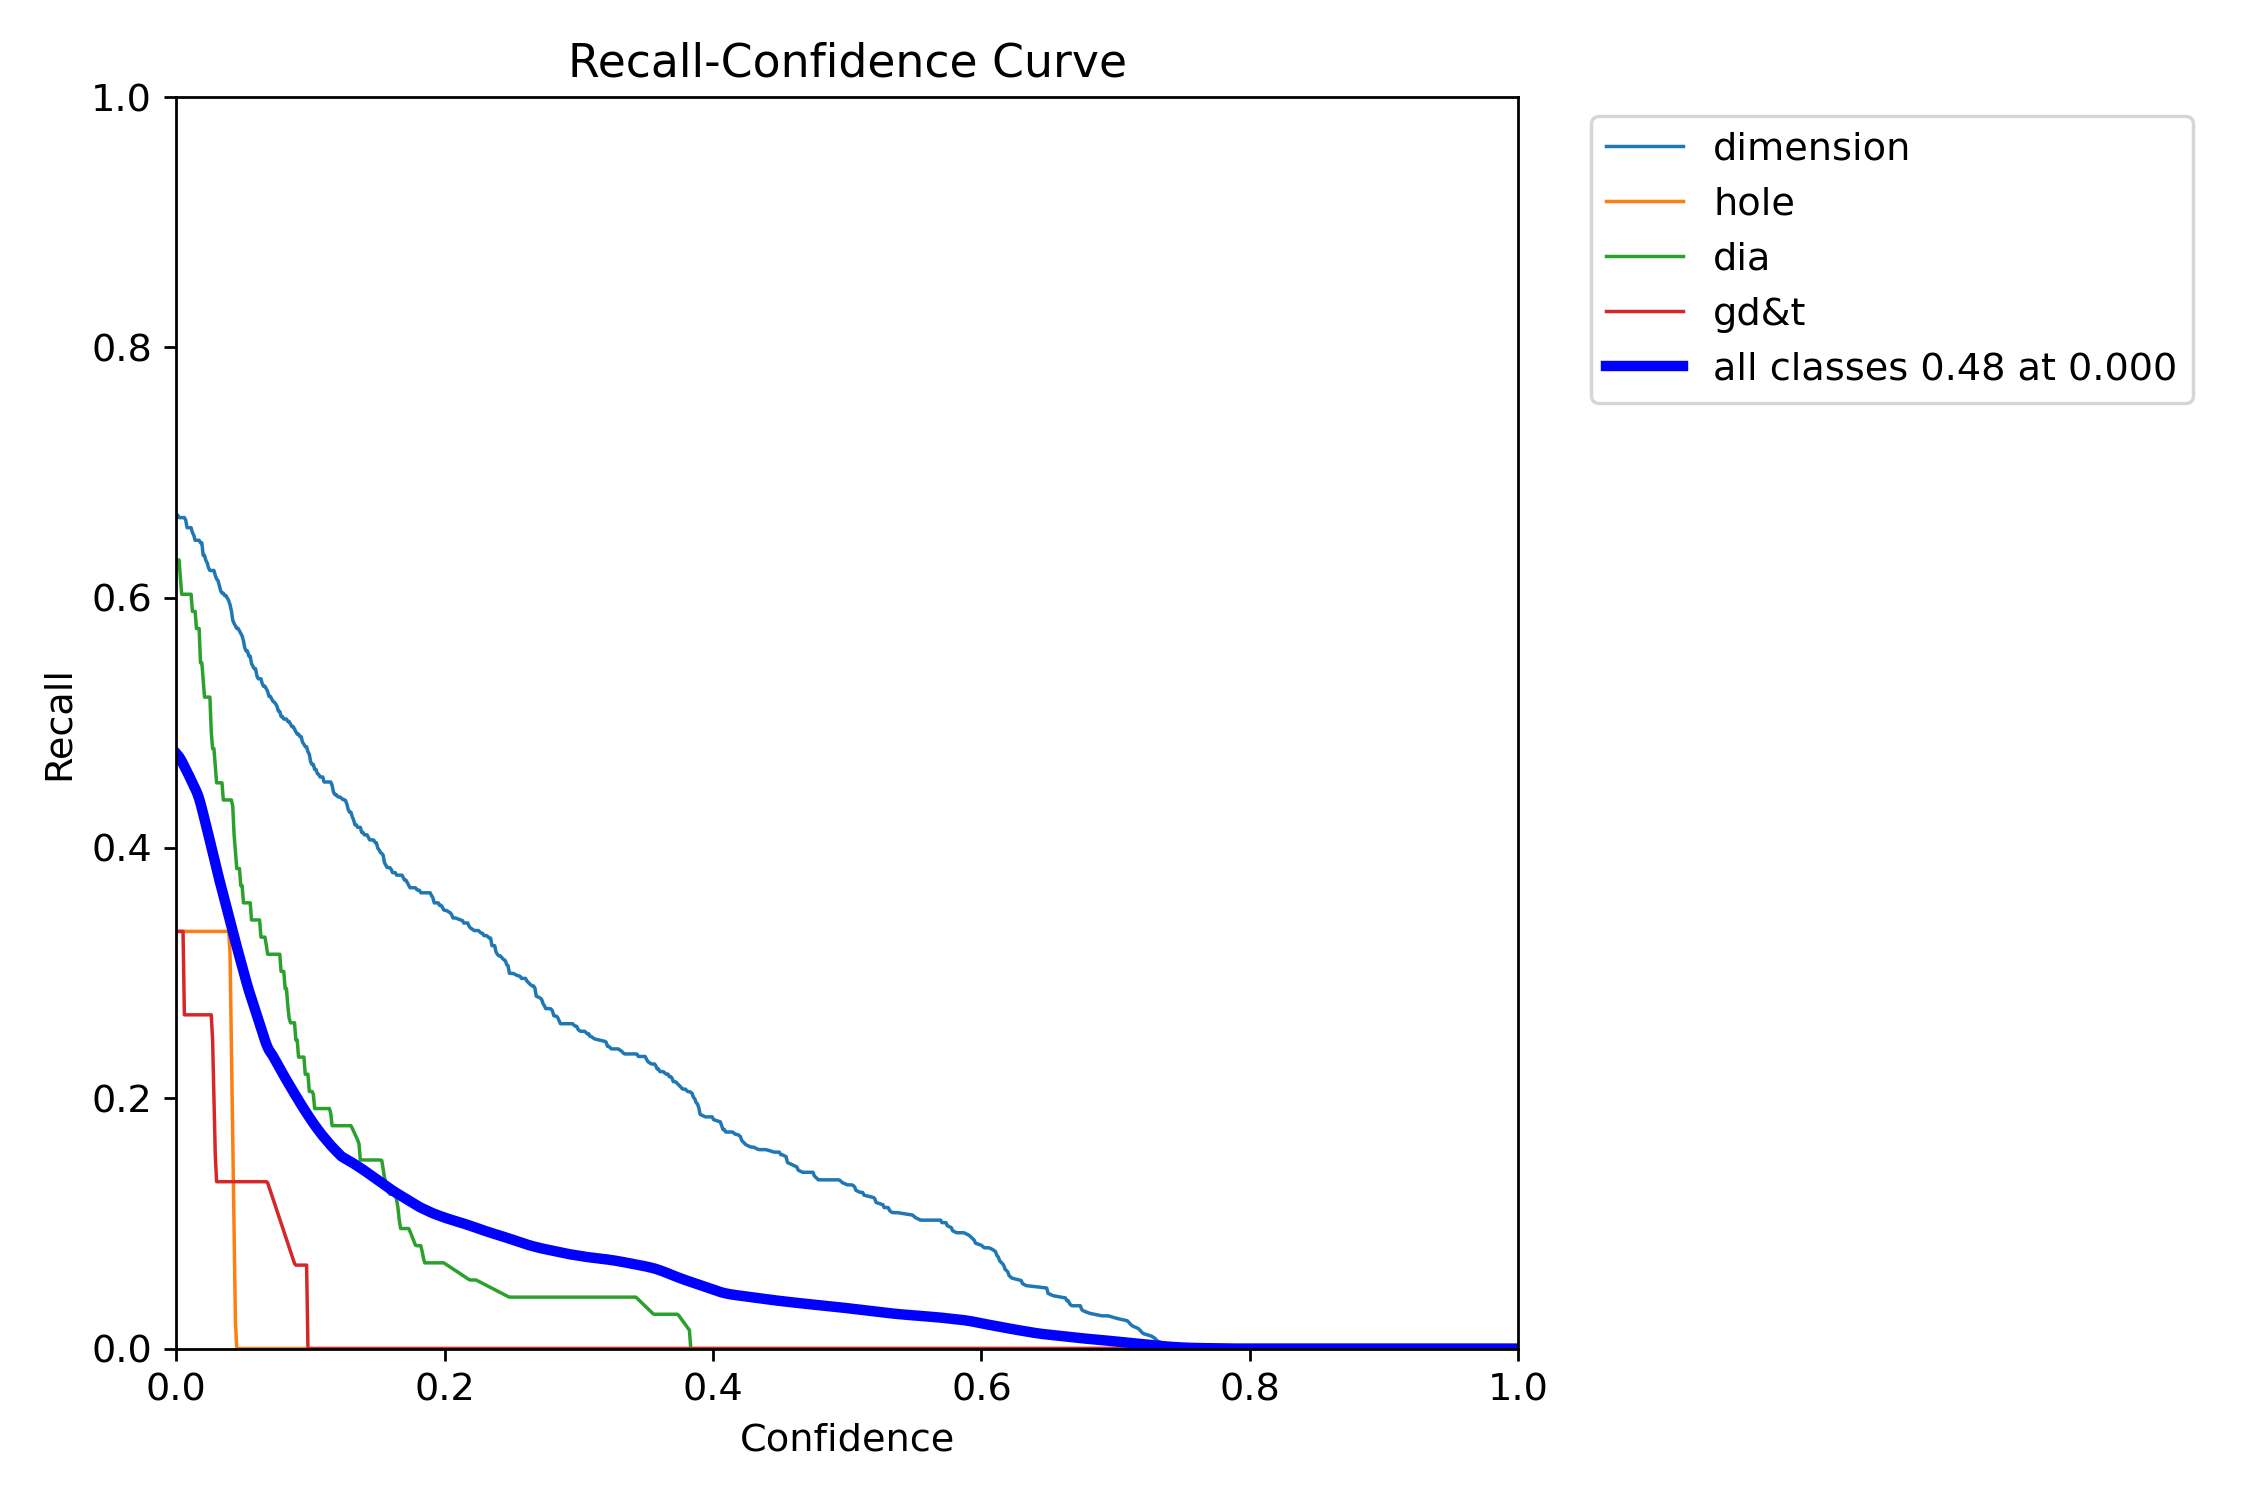 Recall-Confidence Curve
1.0
0.8
0.6
0.4
0.2
0.0
Recall
0.0 0.2 0.4 0.6 0.8 1.0
Confidence
dimension
hole
dia
gd&t
all classes 0.48 at 0.000